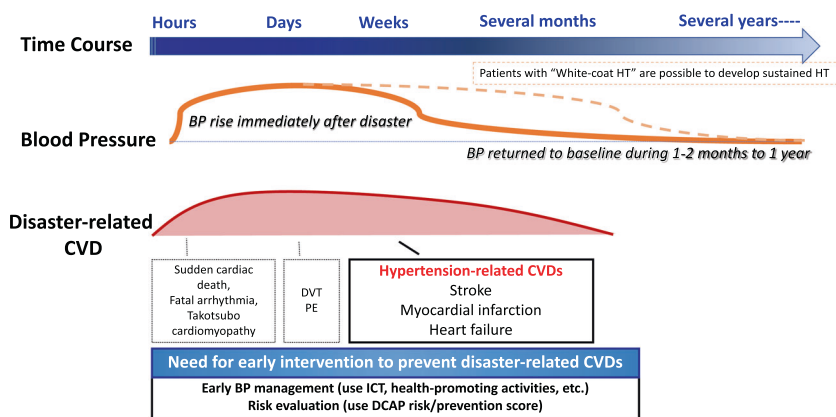 Hours Days Weeks Several months Several years----
Time Course
Patients with “White-coat HT” are possible to develop sustained HT
BP rise immediately after disaster
Blood Pressure
BP returned to baseline during 1-2 months to 1 year
Disaster-related
CVD
Sudden cardiac
death,
Fatal arrhythmia,
Takotsubo
cardiomyopathy
DVT
PE
Hypertension-related CVDs
Stroke
Myocardial infarction
Heart failure
Need for early intervention to prevent disaster-related CVDs
Early BP management (use ICT, health-promoting activities, etc.)
Risk evaluation (use DCAP risk/prevention score)